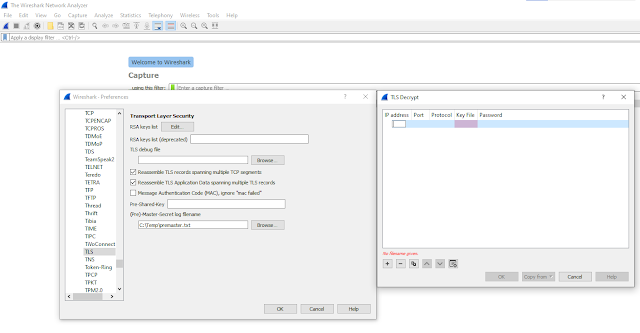 The Wireshark Network Analyzer
File Edit View Go Capture Analyze Statistics Telephony Wireless Tools Help
Apply a display filter ... <Ctrl-/>
Welcome to Wireshark
Capture
...using this filter: Enter a capture filter ...
Wireshark · Preferences
TCP
TCPENCAP
TCPROS
TDMoE
TDMoP
TDS
TeamSpeak2
TELNET
Teredo
TETRA
TFP
TFTP
Thread
Thrift
Tibia
TIME
TIPC
TiVoConnect
TLS
TNS
Token-Ring
TPCP
TPKT
TPM2.0
Transport Layer Security
RSA keys list Edit...
RSA keys list (deprecated)
TLS debug file
Browse...
Reassemble TLS records spanning multiple TCP segments
Reassemble TLS Application Data spanning multiple TLS records
Message Authentication Code (MAC), ignore "mac failed"
Pre-Shared-Key
(Pre)-Master-Secret log filename
C:\Temp\premaster.txt Browse...
OK Cancel Help
TLS Decrypt
IP address Port Protocol Key File Password
No filename given.
OK Copy from Cancel Help